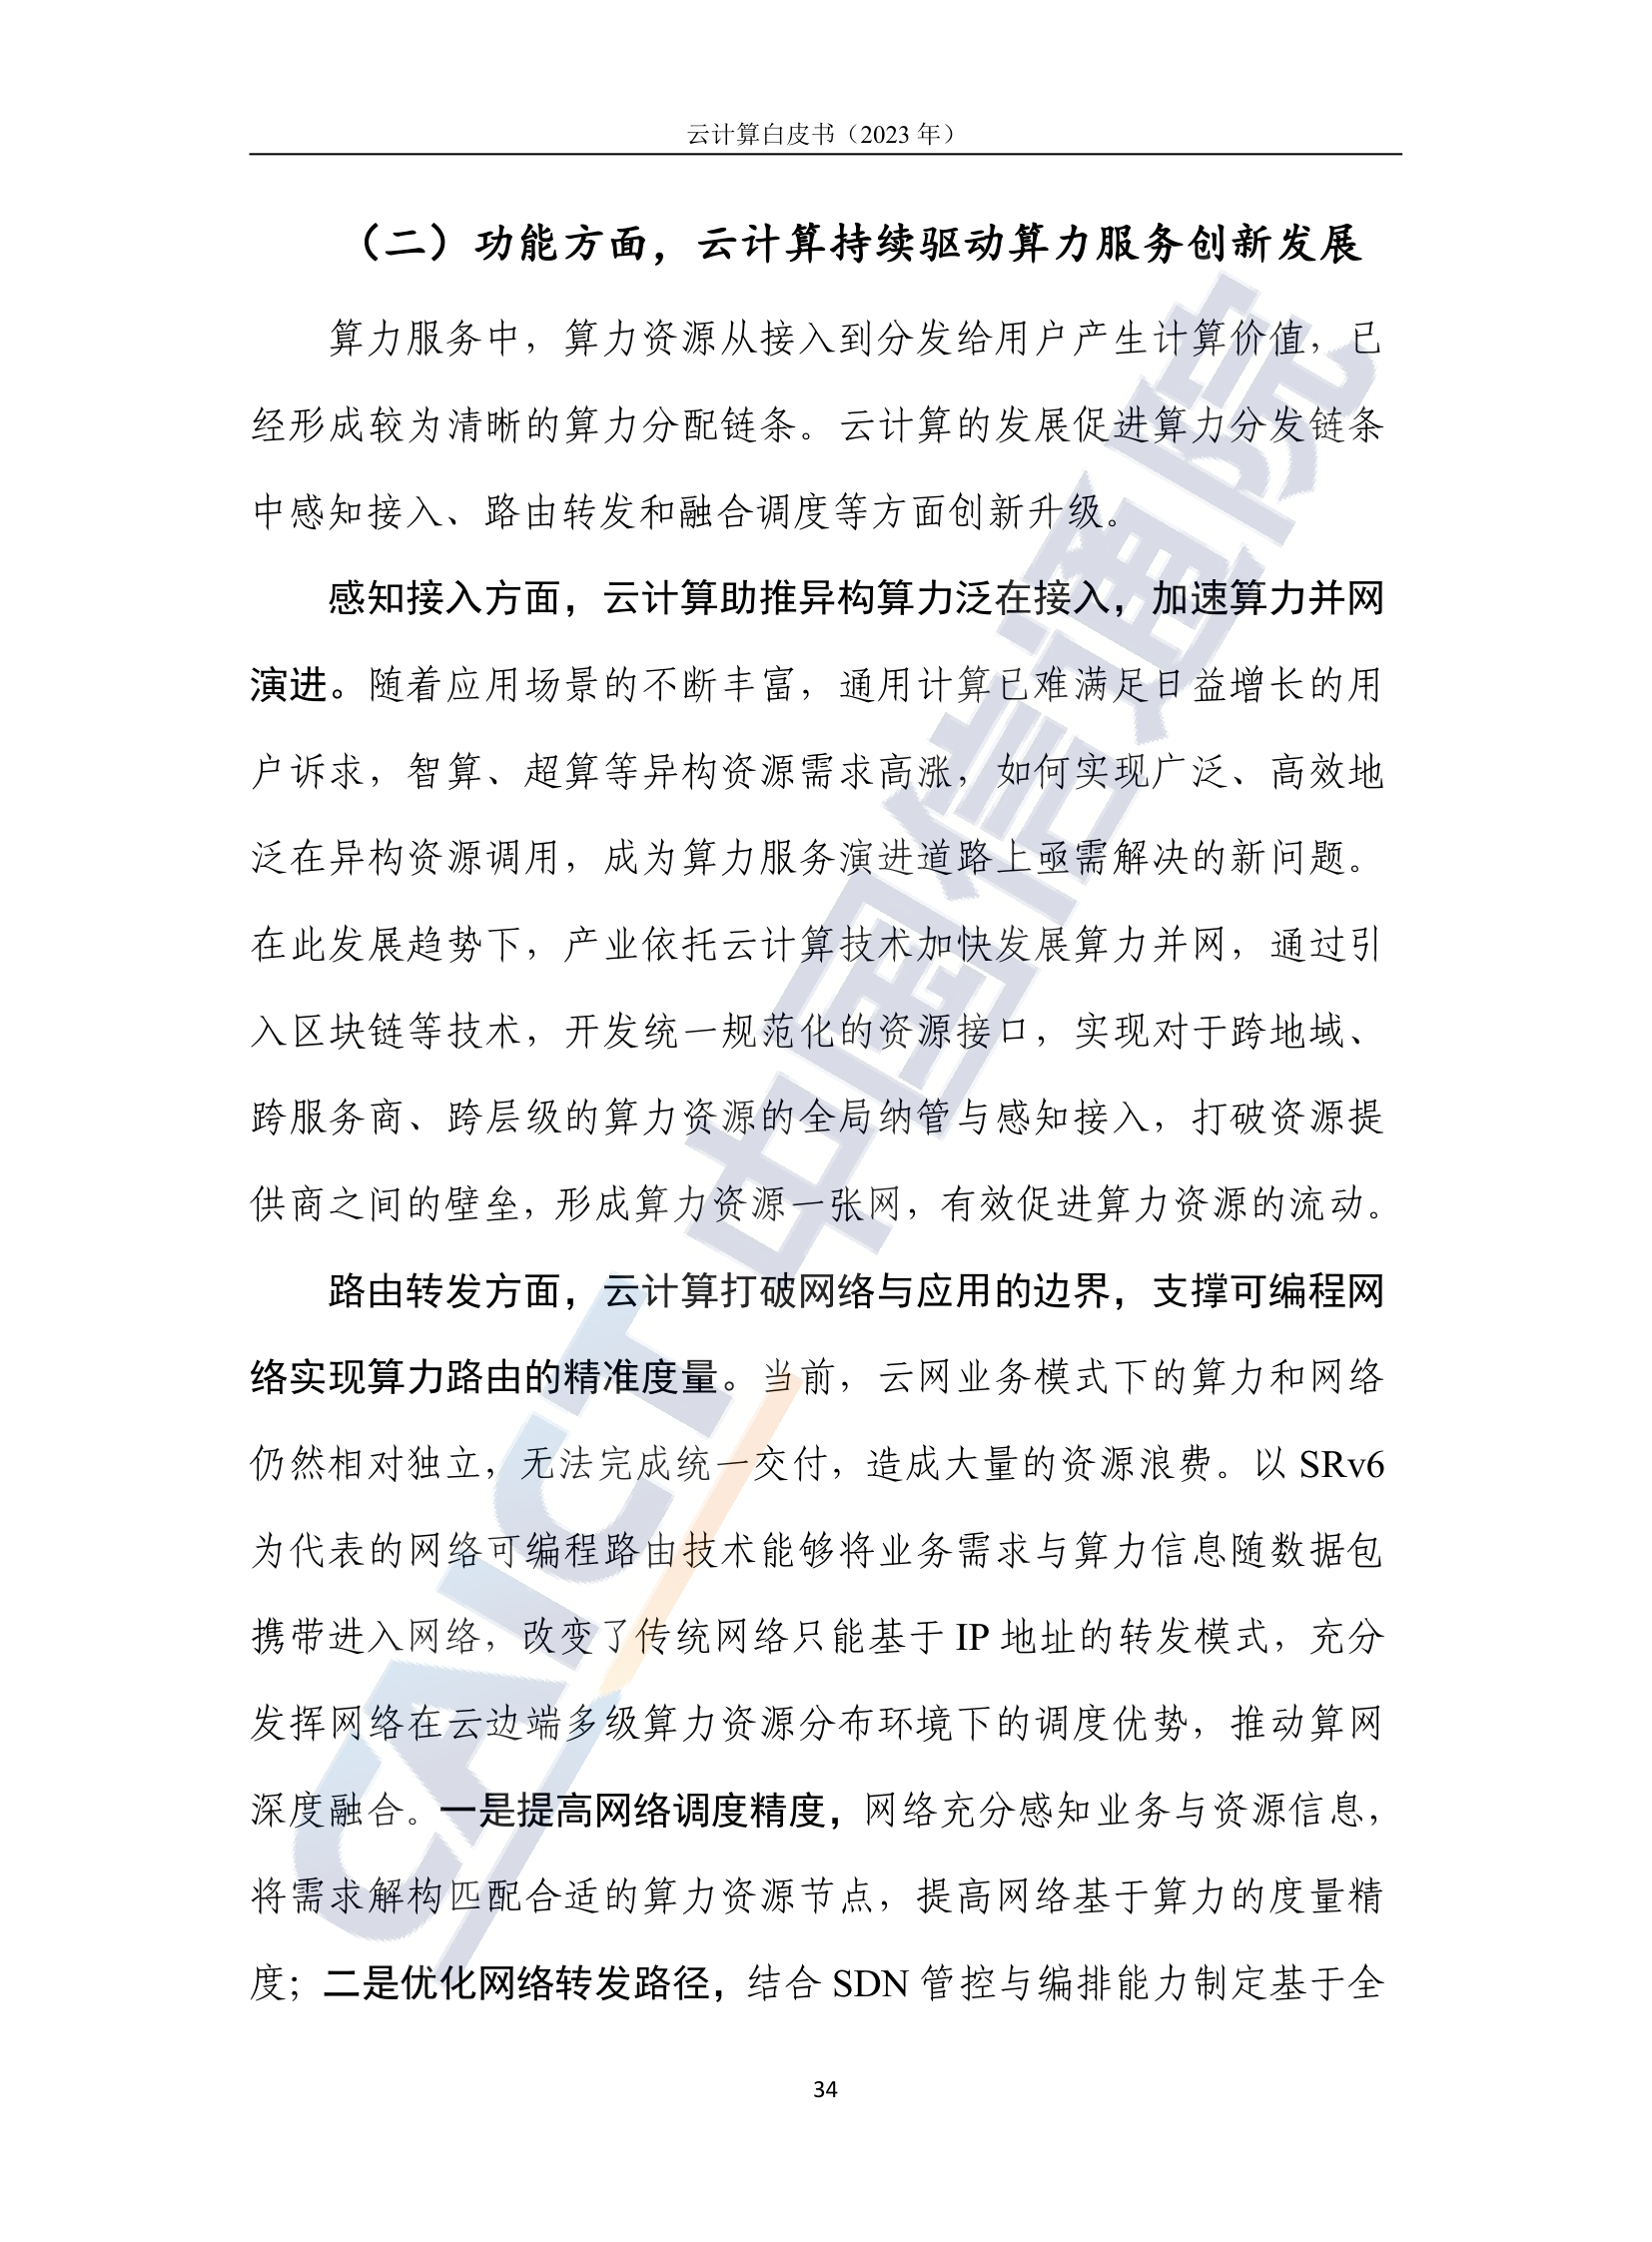 云计算白皮书（2023 年）
（二）功能方面，云计算持续驱动算力服务创新发展
算力服务中，算力资源从接入到分发给用户产生计算价值，已
经形成较为清晰的算力分配链条。云计算的发展促进算力分发链条
中感知接入、路由转发和融合调度等方面创新升级。
感知接入方面，云计算助推异构算力泛在接入，加速算力并网
演进。随着应用场景的不断丰富，通用计算已难满足日益增长的用
户诉求，智算、超算等异构资源需求高涨，如何实现广泛、高效地
泛在异构资源调用，成为算力服务演进道路上亟需解决的新问题。
在此发展趋势下，产业依托云计算技术加快发展算力并网，通过引
入区块链等技术，开发统一规范化的资源接口，实现对于跨地域、
跨服务商、跨层级的算力资源的全局纳管与感知接入，打破资源提
供商之间的壁垒，形成算力资源一张网，有效促进算力资源的流动。
路由转发方面，云计算打破网络与应用的边界，支撑可编程网
络实现算力路由的精准度量。当前，云网业务模式下的算力和网络
仍然相对独立，无法完成统一交付，造成大量的资源浪费。以 SRv6
为代表的网络可编程路由技术能够将业务需求与算力信息随数据包
携带进入网络，改变了传统网络只能基于 IP 地址的转发模式，充分
发挥网络在云边端多级算力资源分布环境下的调度优势，推动算网
深度融合。一是提高网络调度精度，网络充分感知业务与资源信息，
将需求解构匹配合适的算力资源节点，提高网络基于算力的度量精
度；二是优化网络转发路径，结合 SDN 管控与编排能力制定基于全
34
CAICT 中国信通院